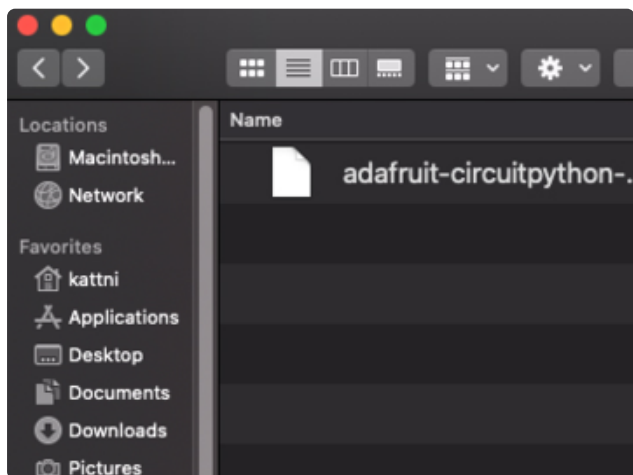 Locations
Macintosh...
Network
Favorites
kattni
Applications
Desktop
Documents
Downloads
Pictures
Name
adafruit-circuitpython-.